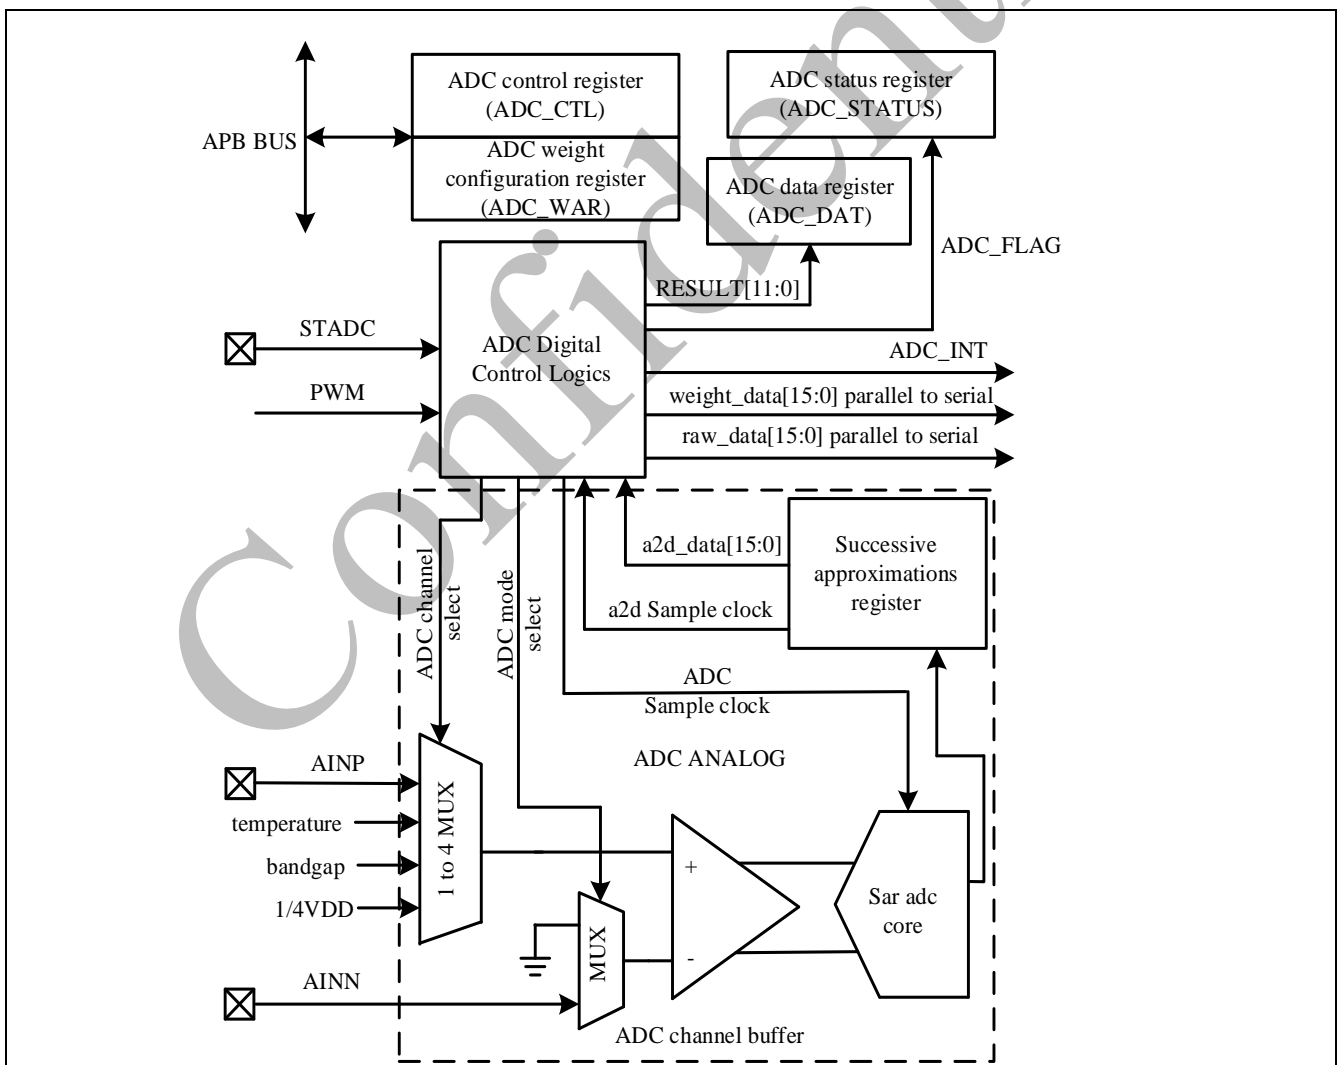 ADC control register
(ADC_CTL)
ADC status register
(ADC_STATUS)
APB BUS
ADC weight
configuration register
(ADC_WAR)
ADC data register
(ADC_DAT)
ADC_FLAG
RESULT[11:0]
STADC
ADC Digital
Control Logics
ADC_INT
PWM
weight_data[15:0] parallel to serial
raw_data[15:0] parallel to serial
a2d_data[15:0]
Successive
approximations
register
ADC channel
select
ADC mode
select
a2d Sample clock
ADC
Sample clock
ADC ANALOG
AINP
temperature
bandgap
1/4VDD
1 to 4 MUX
+
-
Sar adc
core
MUX
AINN
ADC channel buffer
Confident